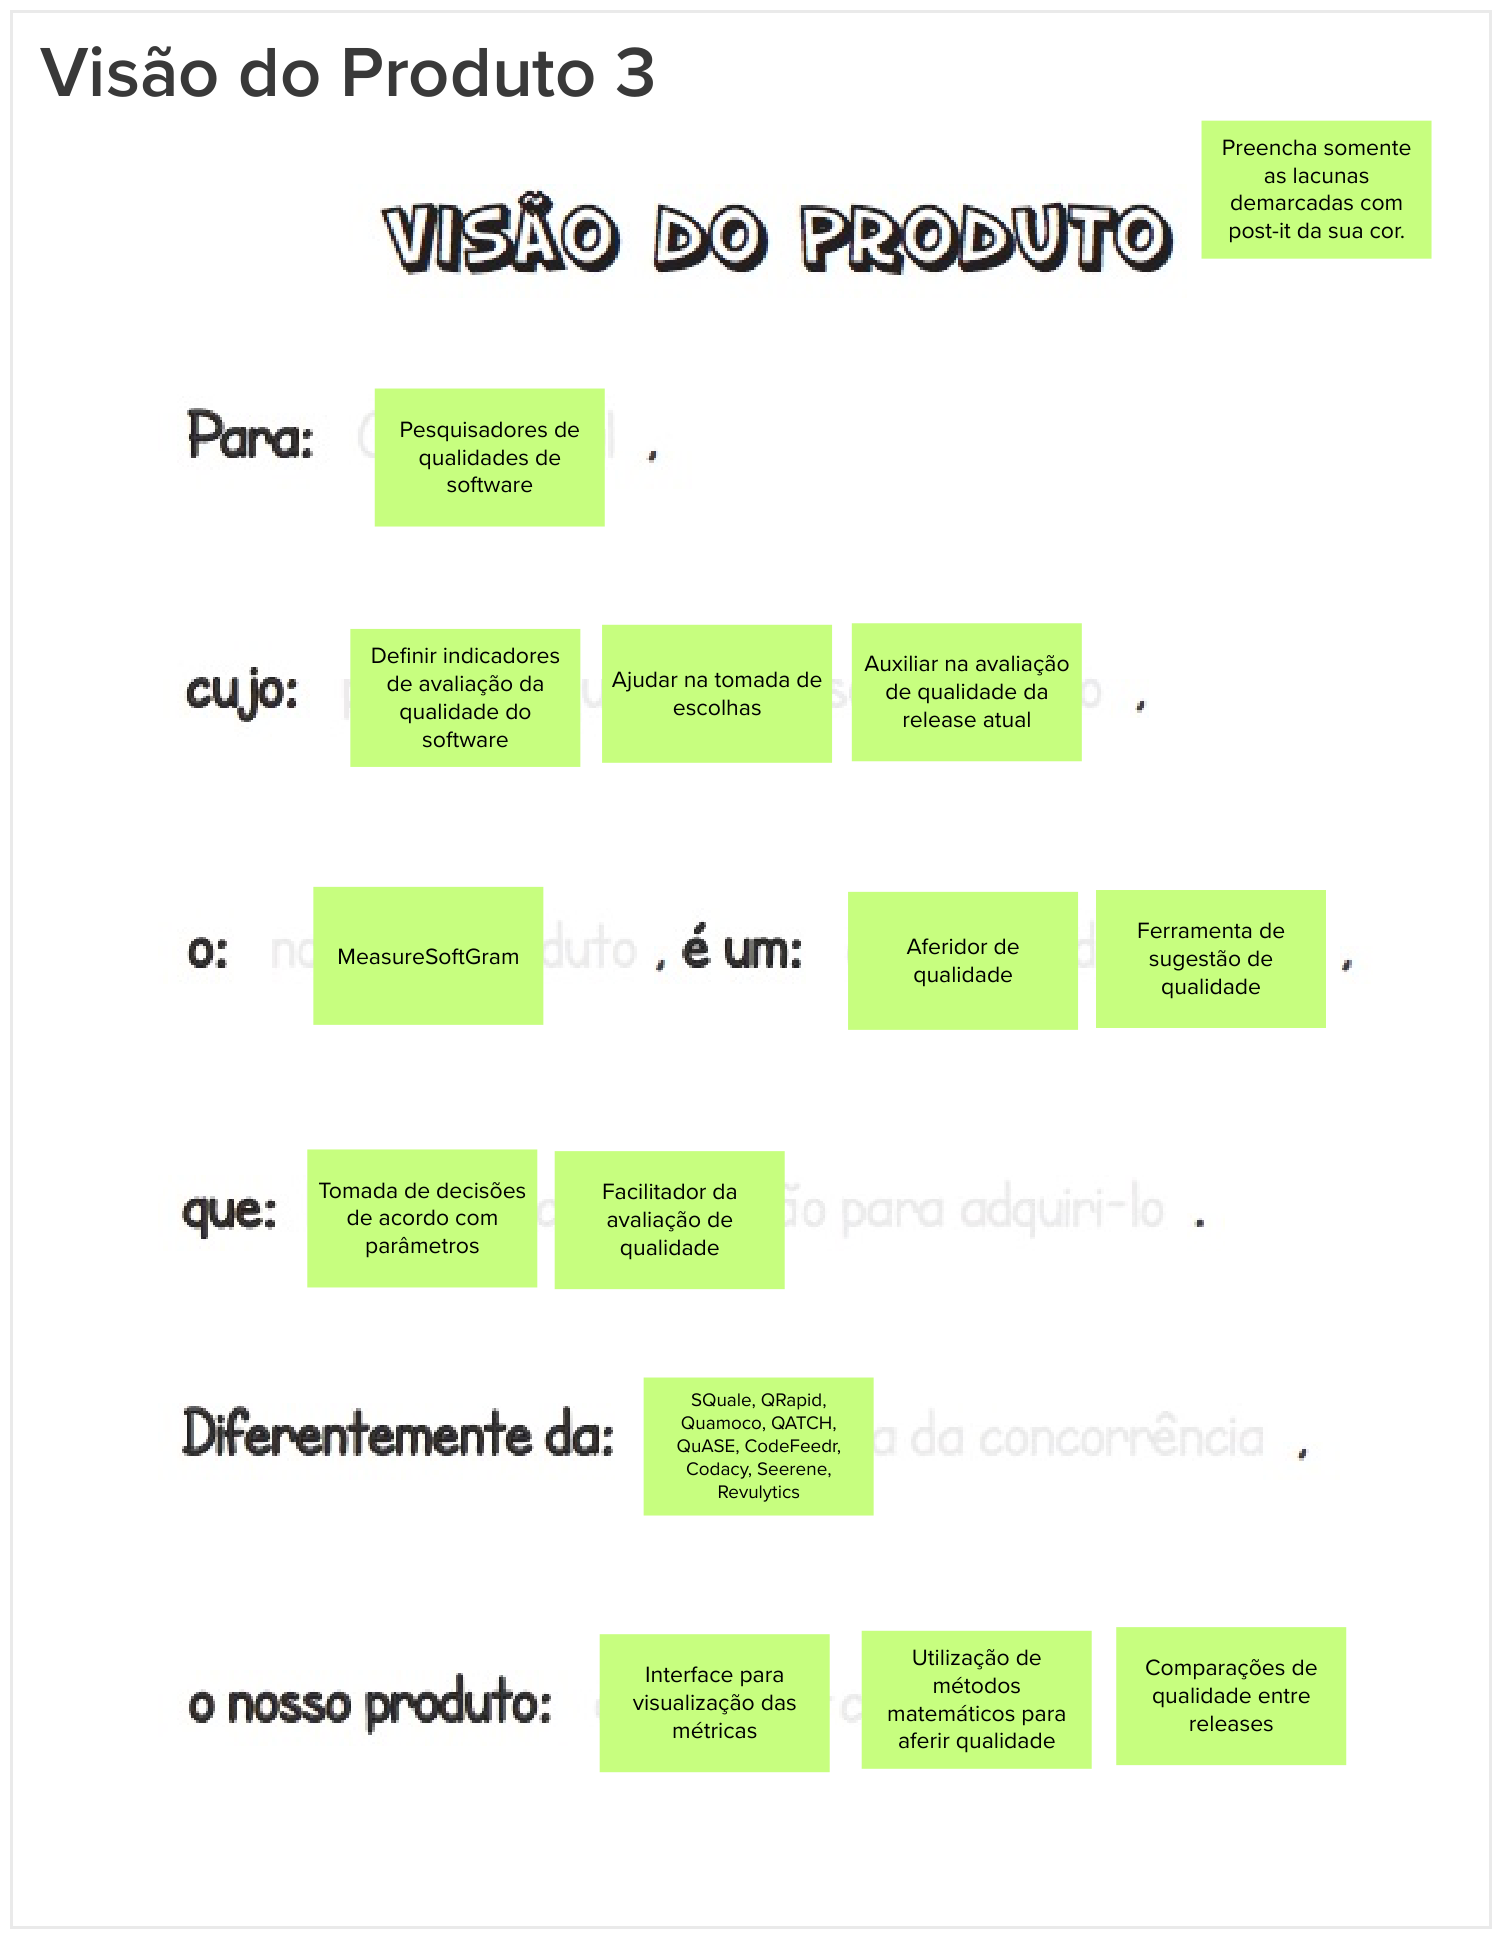 Visão do Produto 3
Preencha somente
as lacunas
demarcadas com
post-it da sua cor.
VISÃO DO PRODUTO
Para:
Pesquisadores de
qualidades de
software
,
cujo:
Definir indicadores
de avaliação da
qualidade do
software
Ajudar na tomada de
escolhas
Auxiliar na avaliação
de qualidade da
release atual
,
o:
MeasureSoftGram
, é um:
Aferidor de
qualidade
Ferramenta de
sugestão de
qualidade
,
que:
Tomada de decisões
de acordo com
parâmetros
Facilitador da
avaliação de
qualidade
para adquiri-lo .
Diferentemente da:
SQuale, QRapid,
Quamoco, QATCH,
QuASE, CodeFeedr,
Codacy, Seerene,
Revulytics
da concorrência ,
o nosso produto:
Interface para
visualização das
métricas
Utilização de
métodos
matemáticos para
aferir qualidade
Comparações de
qualidade entre
releases